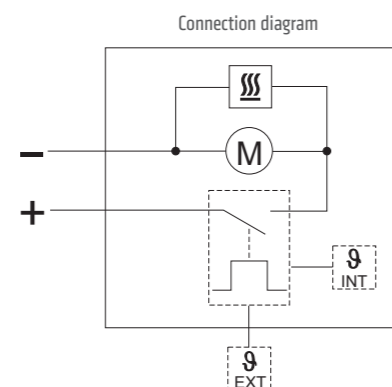 Connection diagram
M
−
+
ϑ
INT
ϑ
EXT